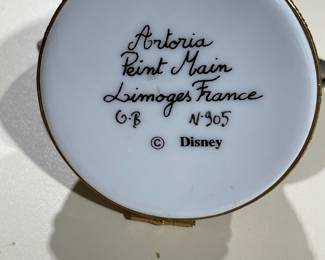 Artoria
Peint Main
Limoges France
G.B N-905
© Disney